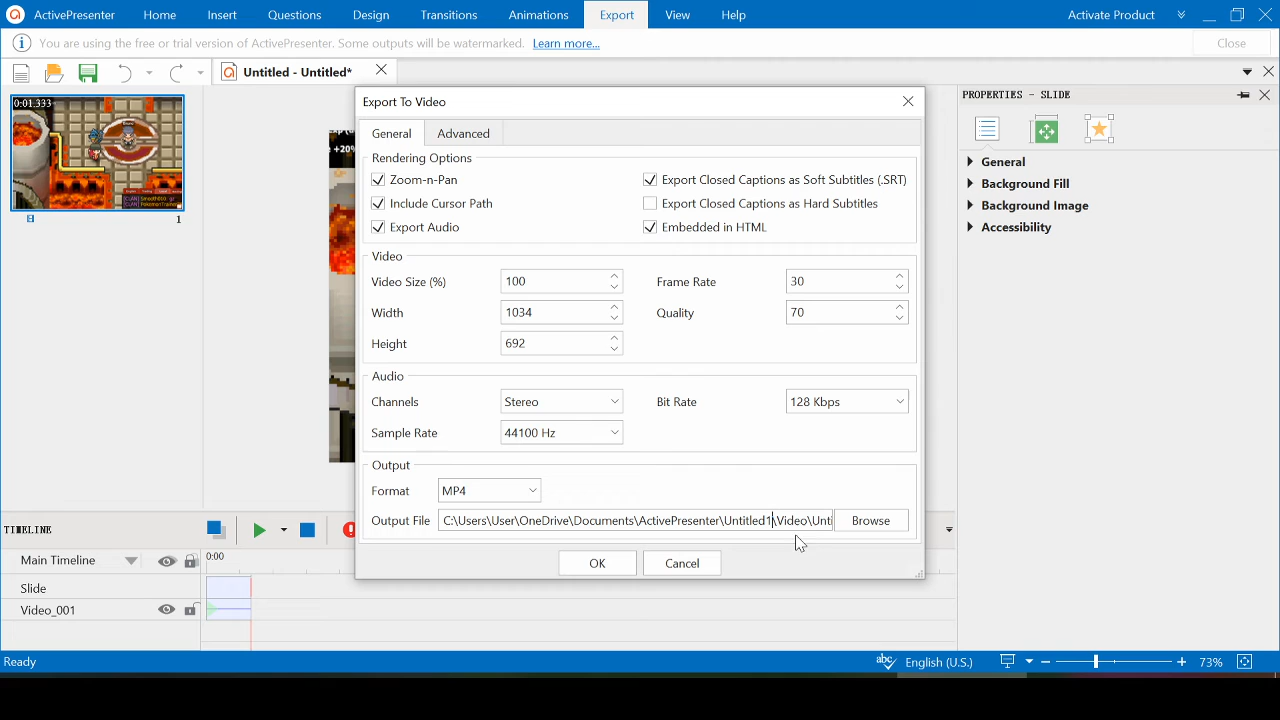 ActivePresenter Home Insert Questions Design Transitions Animations Export View Help Activate Product
You are using the free or trial version of ActivePresenter. Some outputs will be watermarked. Learn more... Close
Untitled - Untitled*
0:01.333
1
+20%
Export To Video
General Advanced
Rendering Options
Zoom-n-Pan Export Closed Captions as Soft Subtitles (.SRT)
Include Cursor Path Export Closed Captions as Hard Subtitles
Export Audio Embedded in HTML
Video
Video Size (%) 100 Frame Rate 30
Width 1034 Quality 70
Height 692
Audio
Channels Stereo Bit Rate 128 Kbps
Sample Rate 44100 Hz
Output
Format MP4
Output File C:\Users\User\OneDrive\Documents\ActivePresenter\Untitled1\Video\Unti Browse
OK Cancel
PROPERTIES - SLIDE
General
Background Fill
Background Image
Accessibility
TIMELINE
Main Timeline 0:00
Slide
Video_001
Ready English (U.S.) 73%